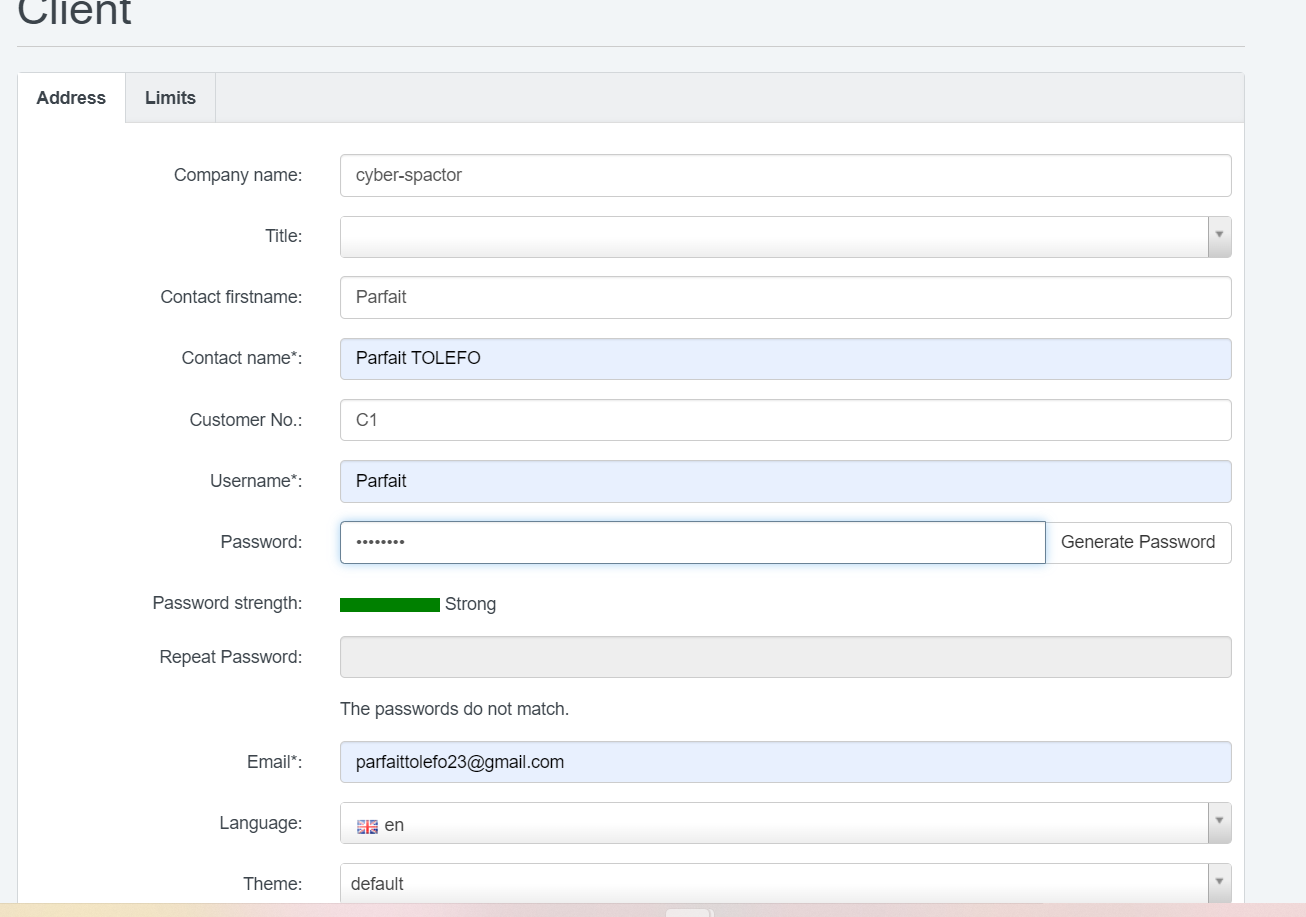 Client
Address
Limits
Company name:
cyber-spactor
Title:
Contact firstname:
Parfait
Contact name*:
Parfait TOLEFO
Customer No.:
C1
Username*:
Parfait
Password:
••••••••
Generate Password
Password strength:
Strong
Repeat Password:
The passwords do not match.
Email*:
parfaittolefo23@gmail.com
Language:
en
Theme:
default